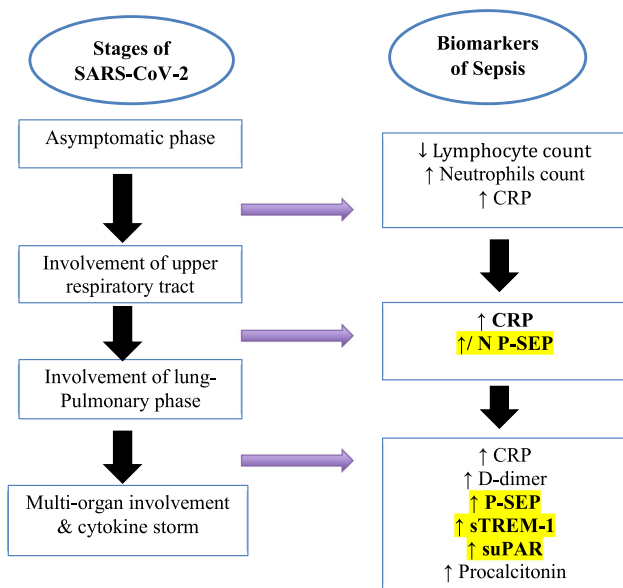 Stages of
SARS-CoV-2
Asymptomatic phase
Involvement of upper
respiratory tract
Involvement of lung-
Pulmonary phase
Multi-organ involvement
& cytokine storm
Biomarkers
of Sepsis
↓ Lymphocyte count
↑ Neutrophils count
↑ CRP
↑ CRP
↑/ N P-SEP
↑ CRP
↑ D-dimer
↑ P-SEP
↑ sTREM-1
↑ suPAR
↑ Procalcitonin